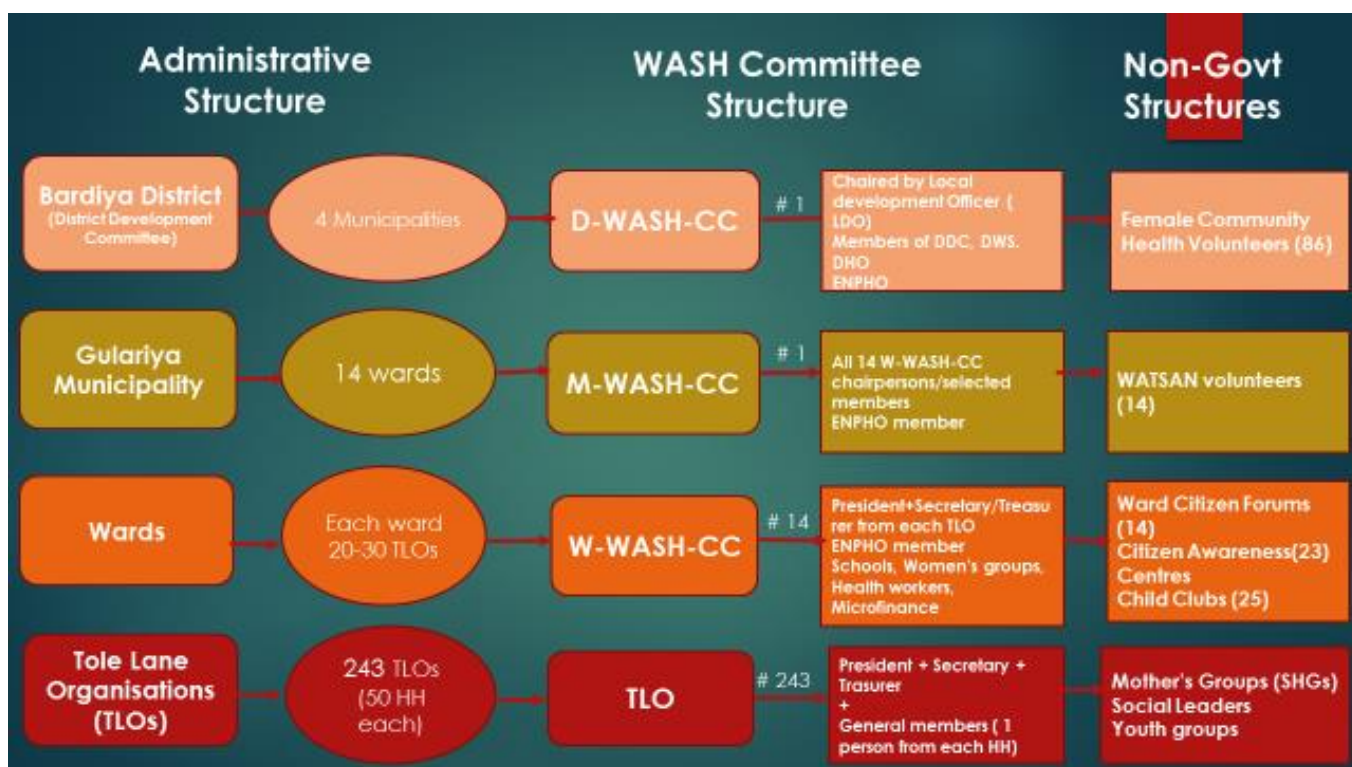 Administrative
Structure
WASH Committee
Structure
Non-Govt
Structures
Bardiya District
(District Development
Committee)
4 Municipalities
D-WASH-CC
# 1
Chaired by Local
development Officer (
LDO)
Members of DDC, DWS.
DHO
ENPHO
Female Community
Health Volunteers (86)
Gulariya
Municipality
14 wards
M-WASH-CC
# 1
All 14 W-WASH-CC
chairpersons/selected
members
ENPHO member
WATSAN volunteers
(14)
Wards
Each ward
20-30 TLOs
W-WASH-CC
# 14
President+Secretary/Treasu
rer from each TLO
ENPHO member
Schools, Women's groups,
Health workers,
Microfinance
Ward Citizen Forums
(14)
Citizen Awareness(23)
Centres
Child Clubs (25)
Tole Lane
Organisations
(TLOs)
243 TLOs
(50 HH
each)
TLO
# 243
President + Secretary +
Trasurer
+
General members ( 1
person from each HH)
Mother's Groups (SHGs)
Social Leaders
Youth groups